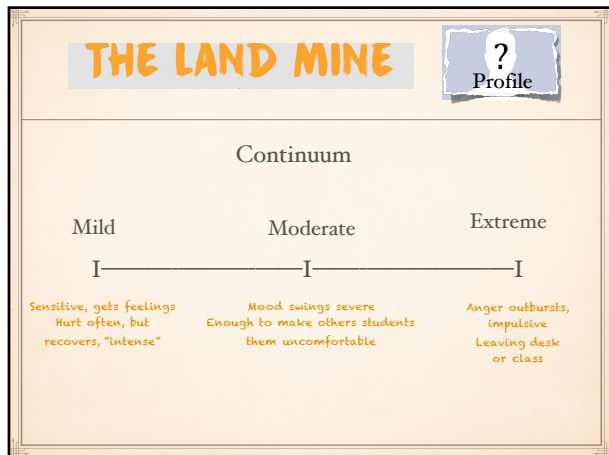 THE LAND MINE
?
Profile
Continuum
Mild
Moderate
Extreme
I————————I————————I
Sensitive, gets feelings
Hurt often, but
recovers, "intense"
Mood swings severe
Enough to make others students
them uncomfortable
Anger outbursts,
impulsive
Leaving desk
or class